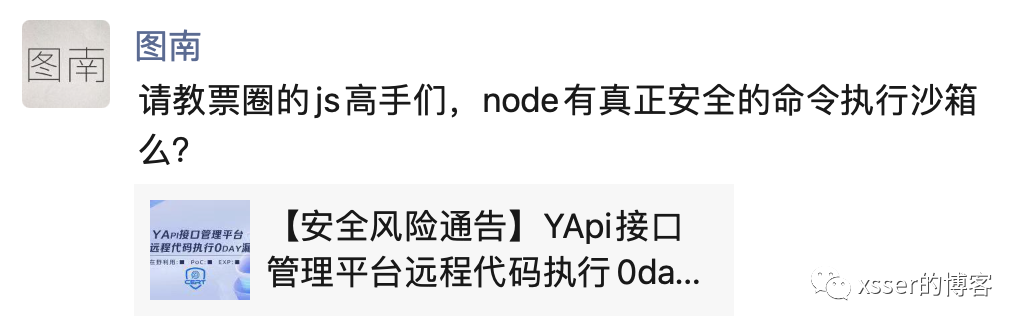 图南
图南
请教票圈的js高手们，node有真正安全的命令执行沙箱
么？
【安全风险通告】YApi接口
管理平台远程代码执行0da...
YAPI接口管理平台
远程代码执行0DAY漏
在野利用：■ PoC：■ EXP：■
CERT
xsser的博客